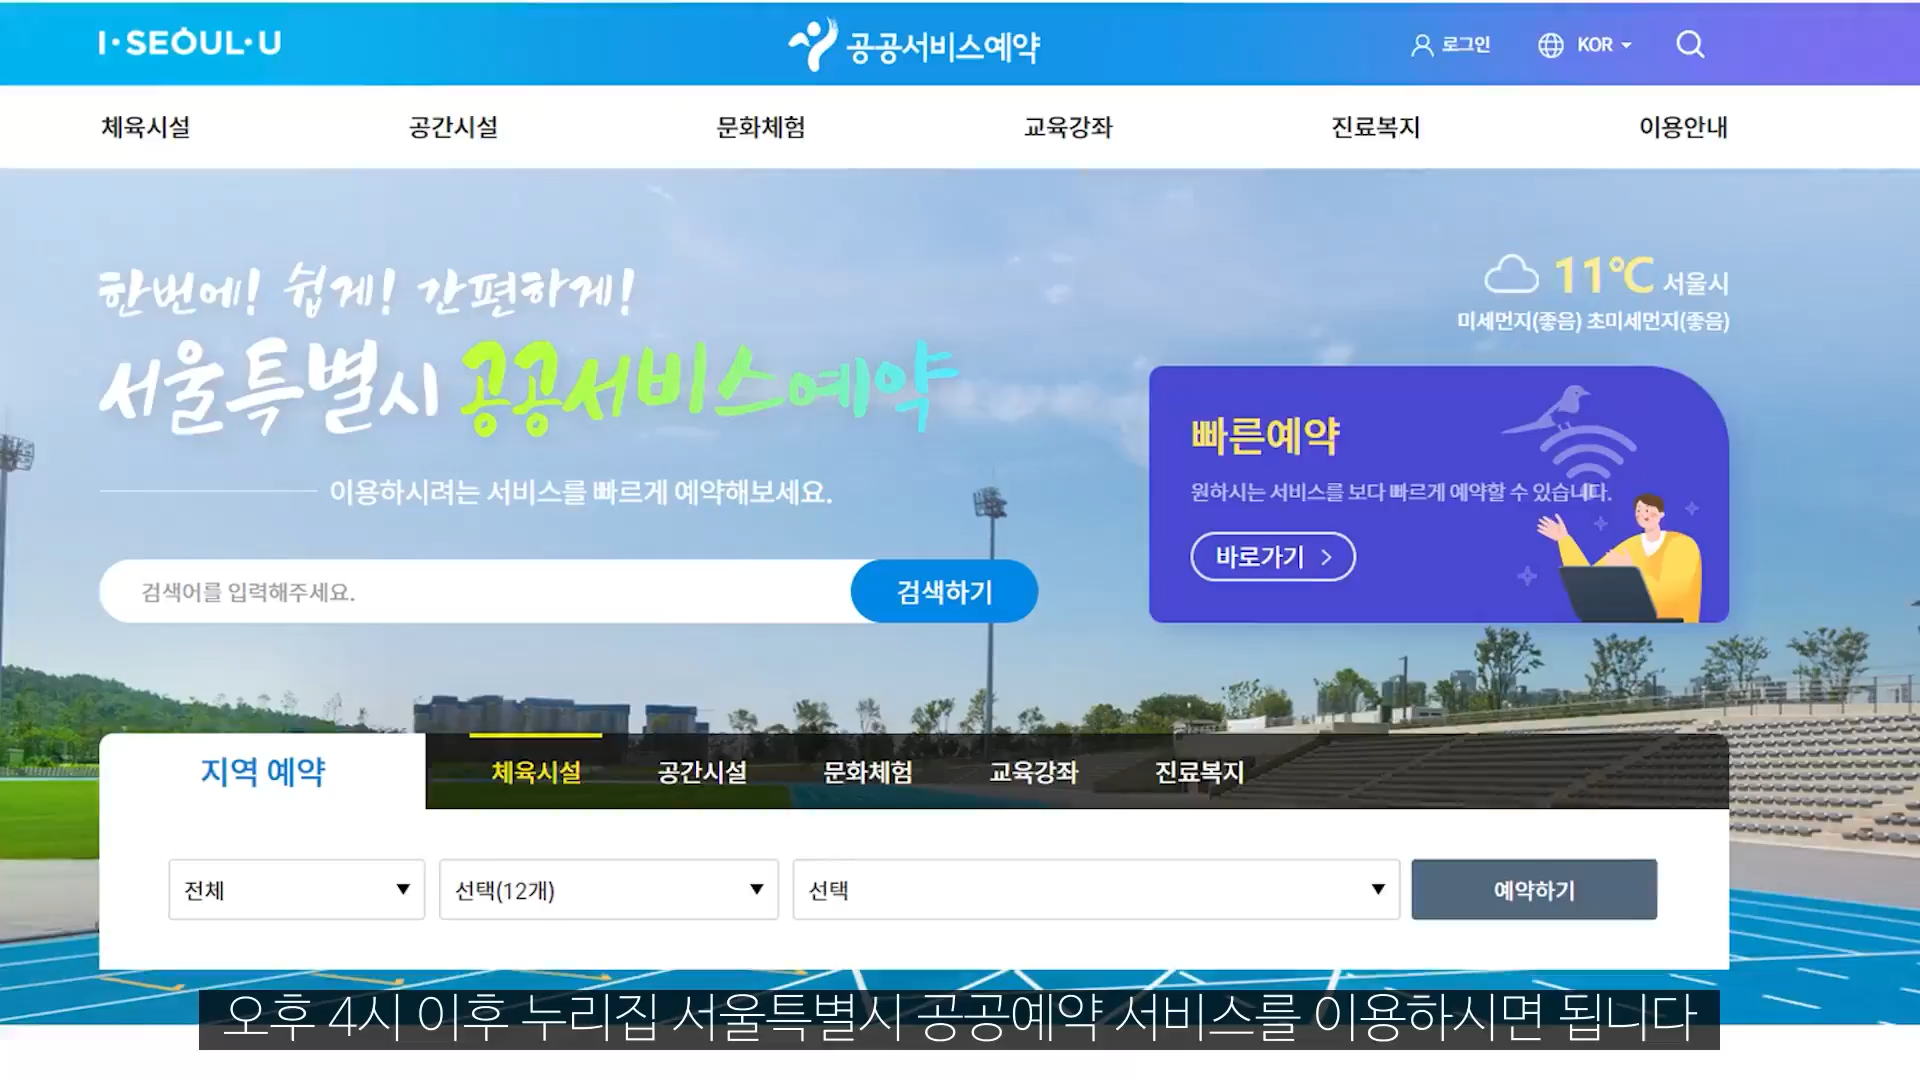 I·SEOUL·U
공공서비스예약
로그인
KOR
체육시설
공간시설
문화체험
교육강좌
진료복지
이용안내
한번에! 쉽게! 간편하게!
서울특별시 공공서비스예약
이용하시려는 서비스를 빠르게 예약해보세요.
검색어를 입력해주세요.
검색하기
11℃ 서울시
미세먼지(좋음) 초미세먼지(좋음)
빠른예약
원하시는 서비스를 보다 빠르게 예약할 수 있습니다.
바로가기 >
지역 예약
체육시설
공간시설
문화체험
교육강좌
진료복지
전체
선택(12개)
선택
예약하기
오후 4시 이후 누리집 서울특별시 공공예약 서비스를 이용하시면 됩니다